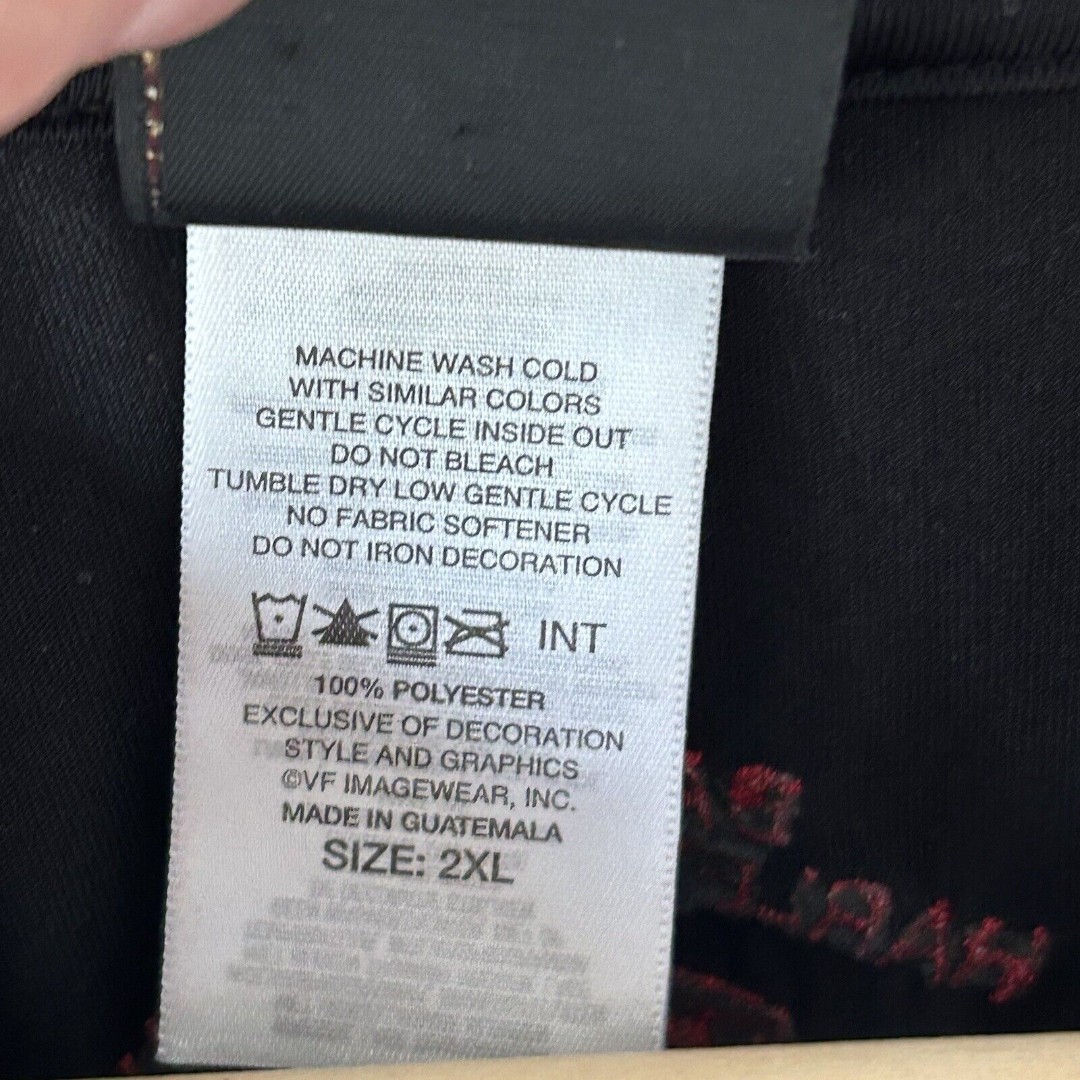 MACHINE WASH COLD
WITH SIMILAR COLORS
GENTLE CYCLE INSIDE OUT
DO NOT BLEACH
TUMBLE DRY LOW GENTLE CYCLE
NO FABRIC SOFTENER
DO NOT IRON DECORATION
INT
100% POLYESTER
EXCLUSIVE OF DECORATION
STYLE AND GRAPHICS
©VF IMAGEWEAR, INC.
MADE IN GUATEMALA
SIZE: 2XL